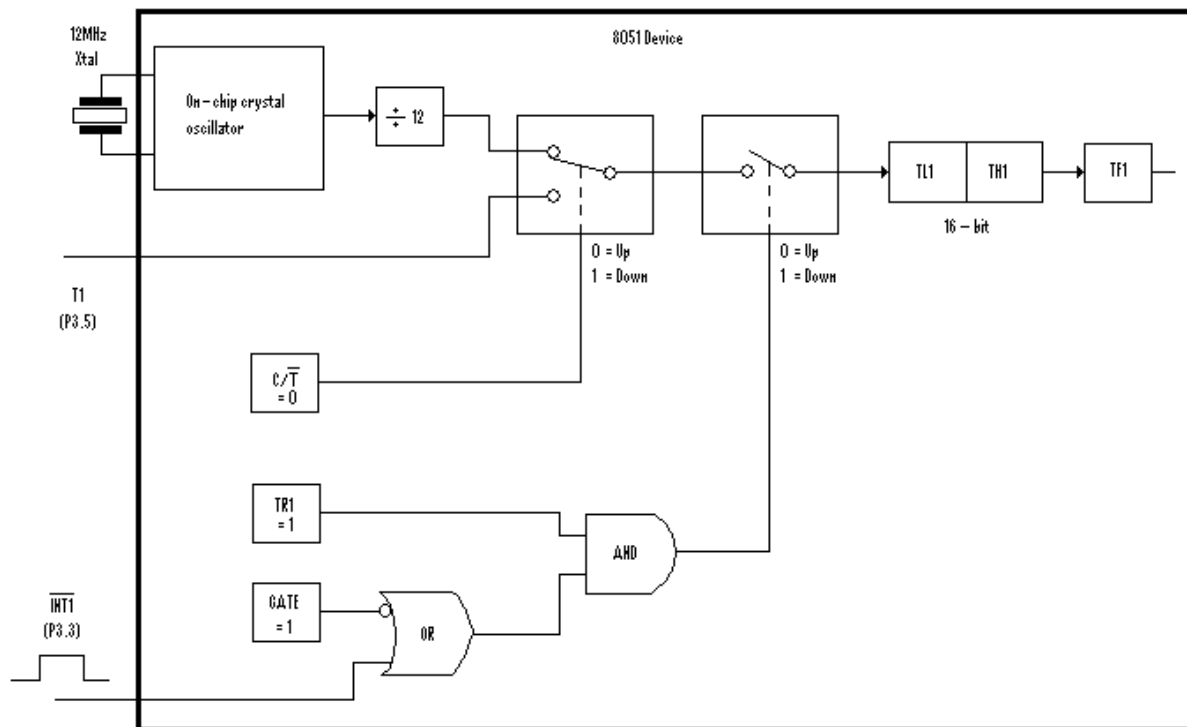 12MHz
Xtal
8051 Device
On-chip crystal
oscillator
÷ 12
TL1
TH1
TF1
16 - bit
0 = Up
1 = Down
0 = Up
1 = Down
T1
(P3.5)
C/T̅
= 0
TR1
= 1
AND
GATE
= 1
OR
I̅N̅T̅1̅
(P3.3)